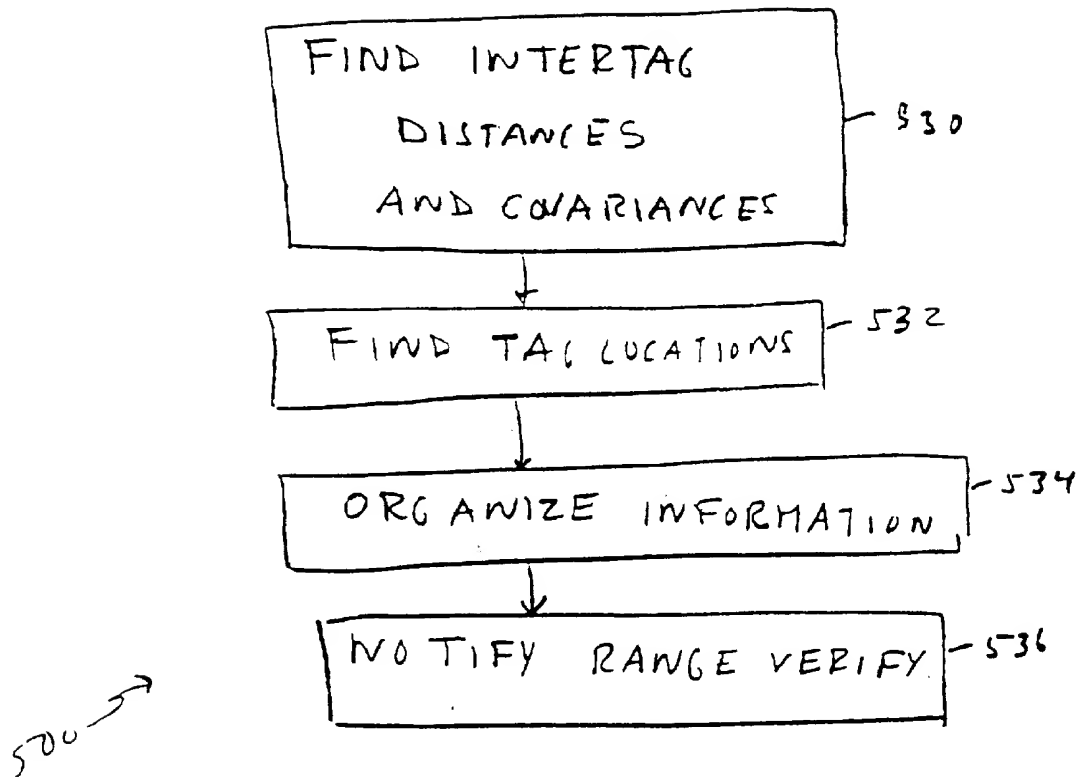 FIND INTERTAG
DISTANCES
AND COVARIANCES
530
FIND TAG LOCATIONS
532
ORGANIZE INFORMATION
534
NOTIFY RANGE VERIFY
536
500